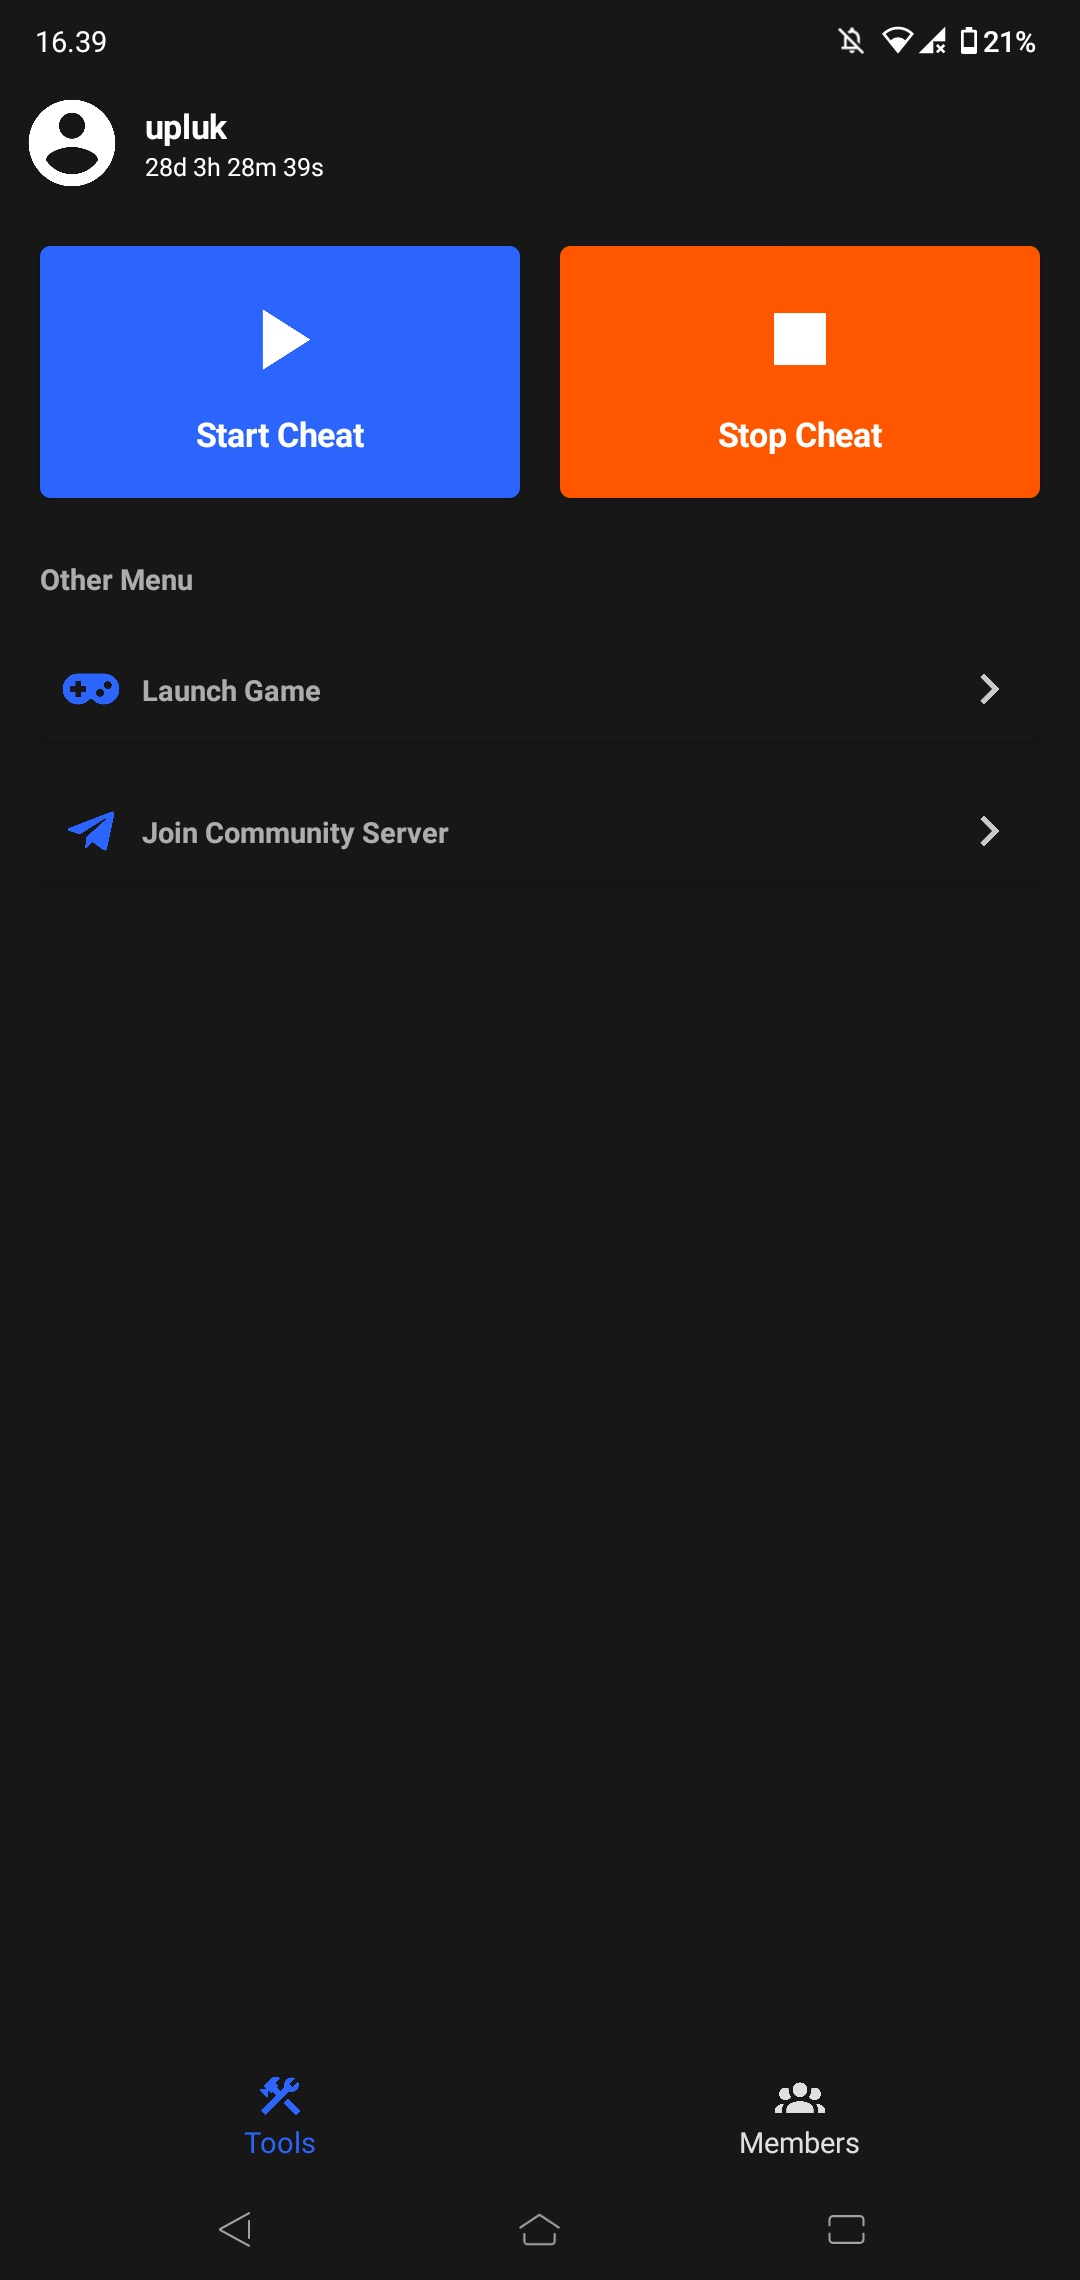 16.39
21%
upluk
28d 3h 28m 39s
Start Cheat
Stop Cheat
Other Menu
Launch Game
Join Community Server
Tools
Members